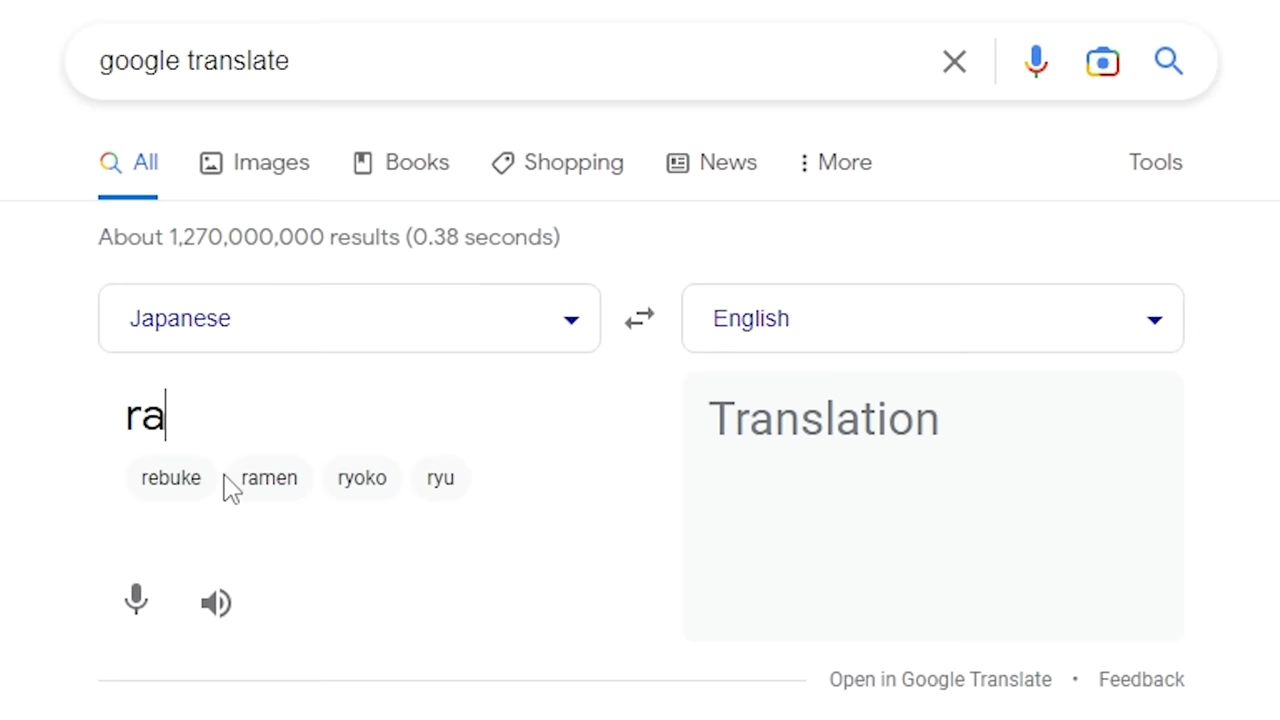 google translate
All Images Books Shopping News More Tools
About 1,270,000,000 results (0.38 seconds)
Japanese English
ra
Translation
rebuke ramen ryoko ryu
Open in Google Translate • Feedback